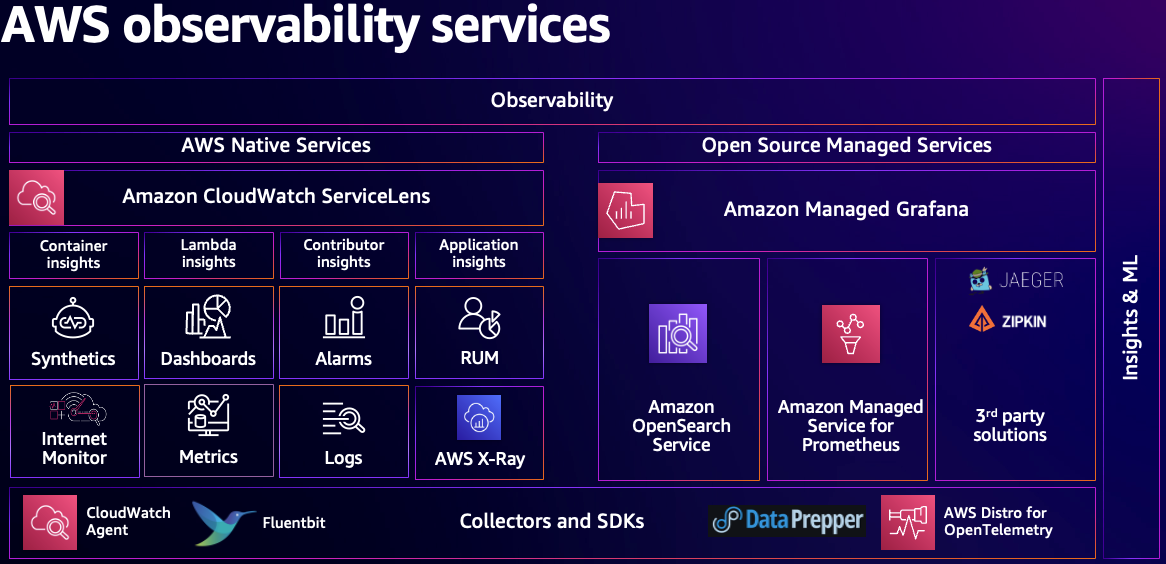 AWS observability services
Observability
AWS Native Services
Open Source Managed Services
Amazon CloudWatch ServiceLens
Amazon Managed Grafana
Container
insights
Lambda
insights
Contributor
insights
Application
insights
Synthetics
Dashboards
Alarms
RUM
Internet
Monitor
Metrics
Logs
AWS X-Ray
Amazon
OpenSearch
Service
Amazon Managed
Service for
Prometheus
JAEGER
ZIPKIN
3rd party
solutions
Insights & ML
CloudWatch
Agent
Fluentbit
Collectors and SDKs
Data Prepper
AWS Distro for
OpenTelemetry